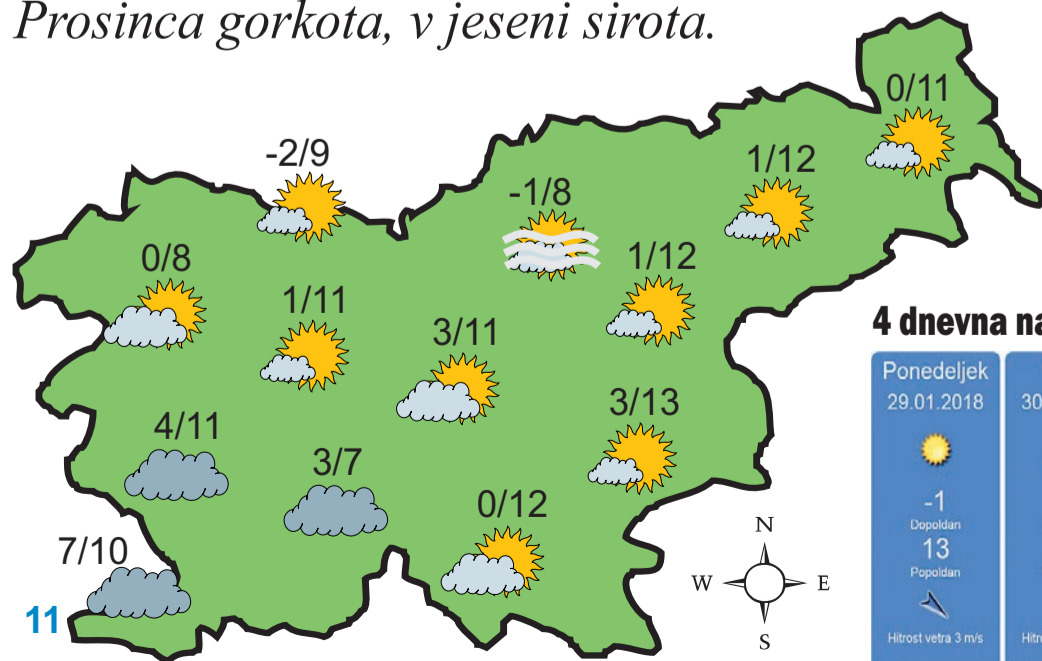 Prosinca gorkota, v jeseni sirota.
0/11
-2/9
1/12
-1/8
0/8
1/12
1/11
3/11
3/13
4/11
3/7
0/12
7/10
11
N
W E
S
4 dnevna
Ponedeljek
29.01.2018
-1
Dopoldan
13
Popoldan
Hitrost vetra 3 m/s
30